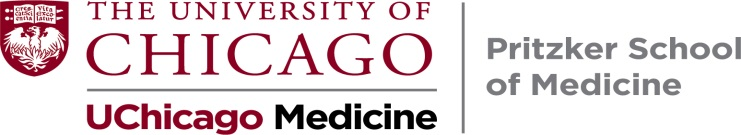 THE UNIVERSITY OF
CHICAGO
UChicago Medicine
Pritzker School
of Medicine